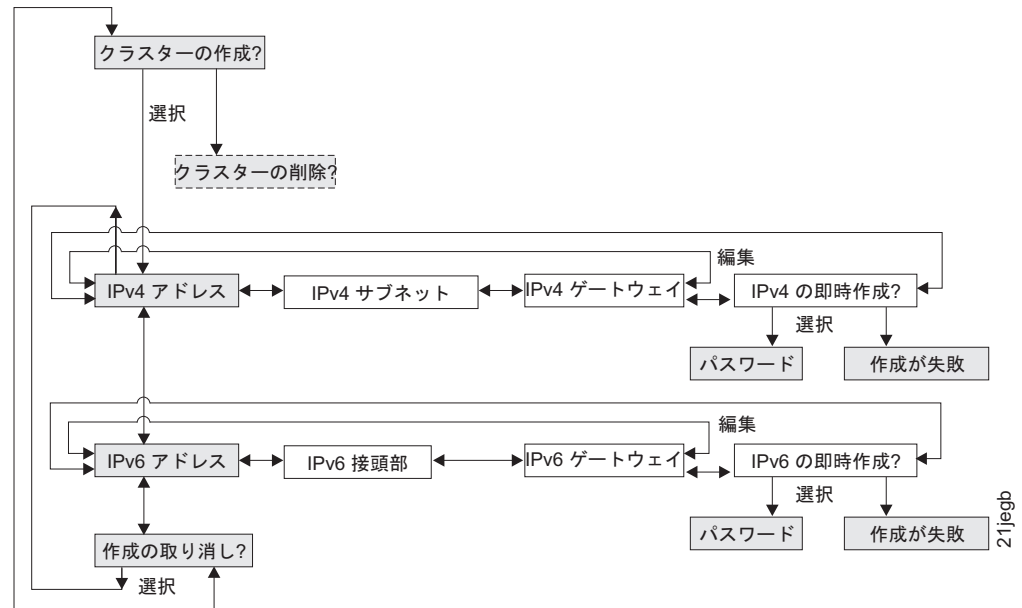 クラスターの作成?
選択
クラスターの削除?
編集
IPv4 アドレス
IPv4 サブネット
IPv4 ゲートウェイ
IPv4 の即時作成?
選択
パスワード
作成が失敗
編集
IPv6 アドレス
IPv6 接頭部
IPv6 ゲートウェイ
IPv6 の即時作成?
選択
パスワード
作成が失敗
作成の取り消し?
選択
21jegb